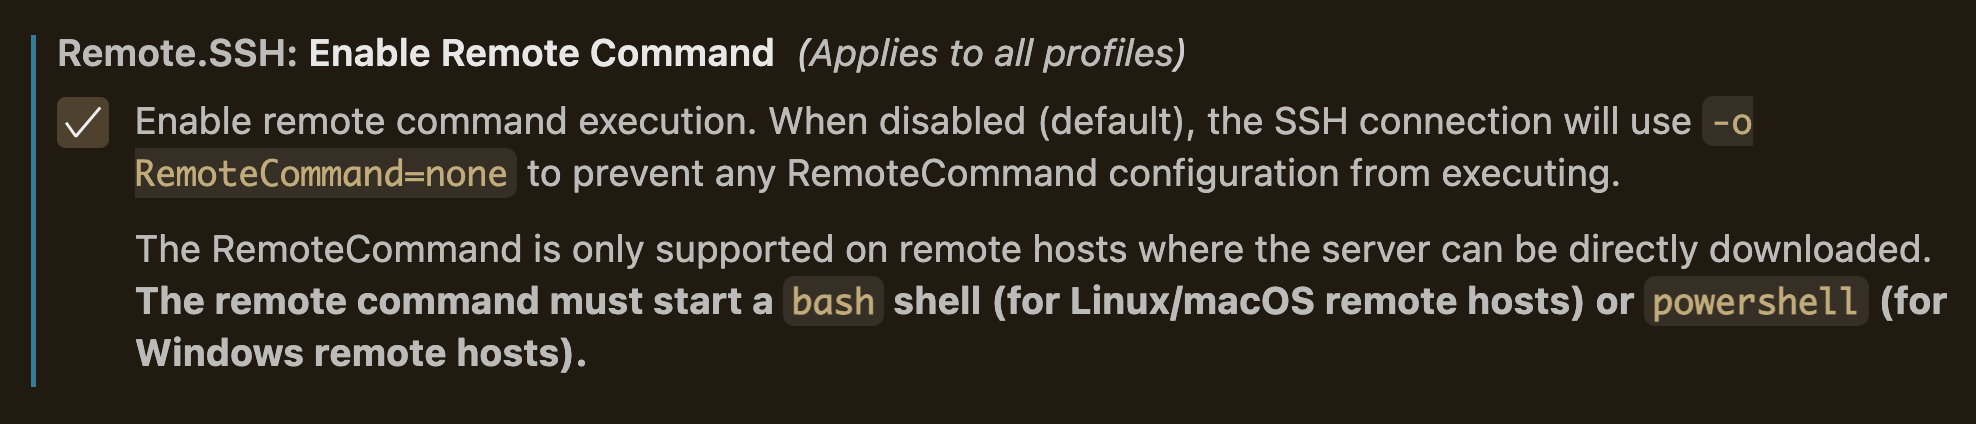 Remote.SSH: Enable Remote Command (Applies to all profiles)
Enable remote command execution. When disabled (default), the SSH connection will use -o
RemoteCommand=none to prevent any RemoteCommand configuration from executing.
The RemoteCommand is only supported on remote hosts where the server can be directly downloaded.
The remote command must start a bash shell (for Linux/macOS remote hosts) or powershell (for
Windows remote hosts).